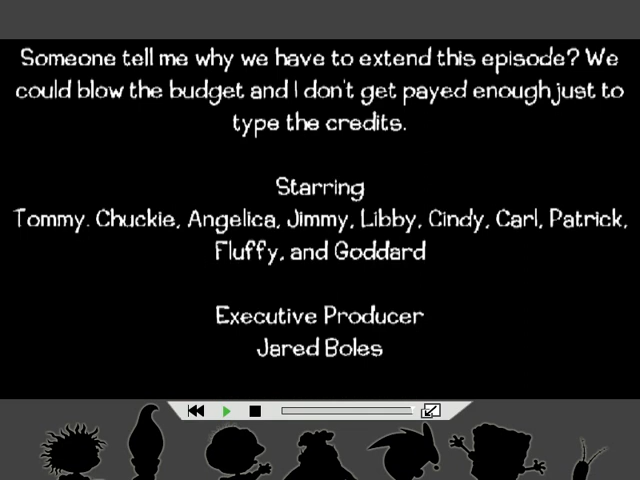 Someone tell me why we have to extend this episode? We
could blow the budget and I don't get payed enough just to
type the credits.
Starring
Tommy. Chuckie, Angelica, Jimmy, Libby, Cindy, Carl, Patrick,
Fluffy, and Goddard
Executive Producer
Jared Boles